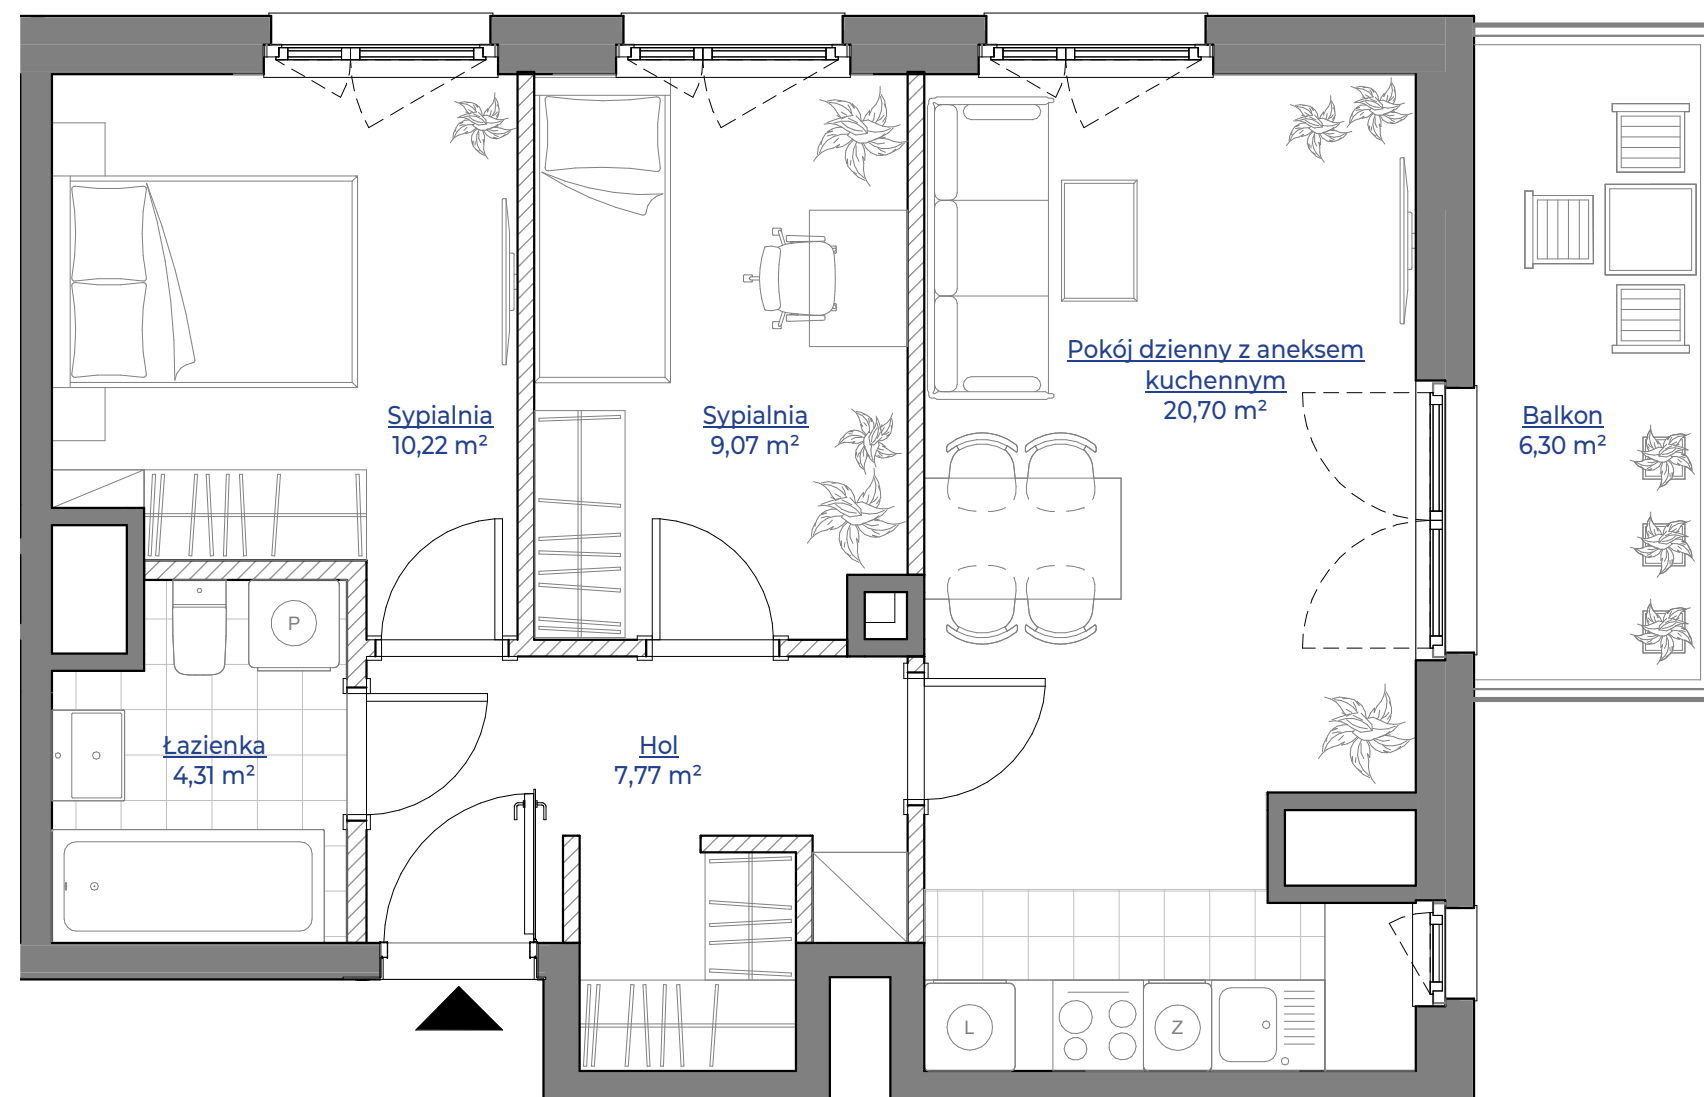 Pokój dzienny z aneksem
kuchennym
20,70 m²
Sypialnia
10,22 m²
Sypialnia
9,07 m²
Balkon
6,30 m²
P
Łazienka
4,31 m²
Hol
7,77 m²
L
Z